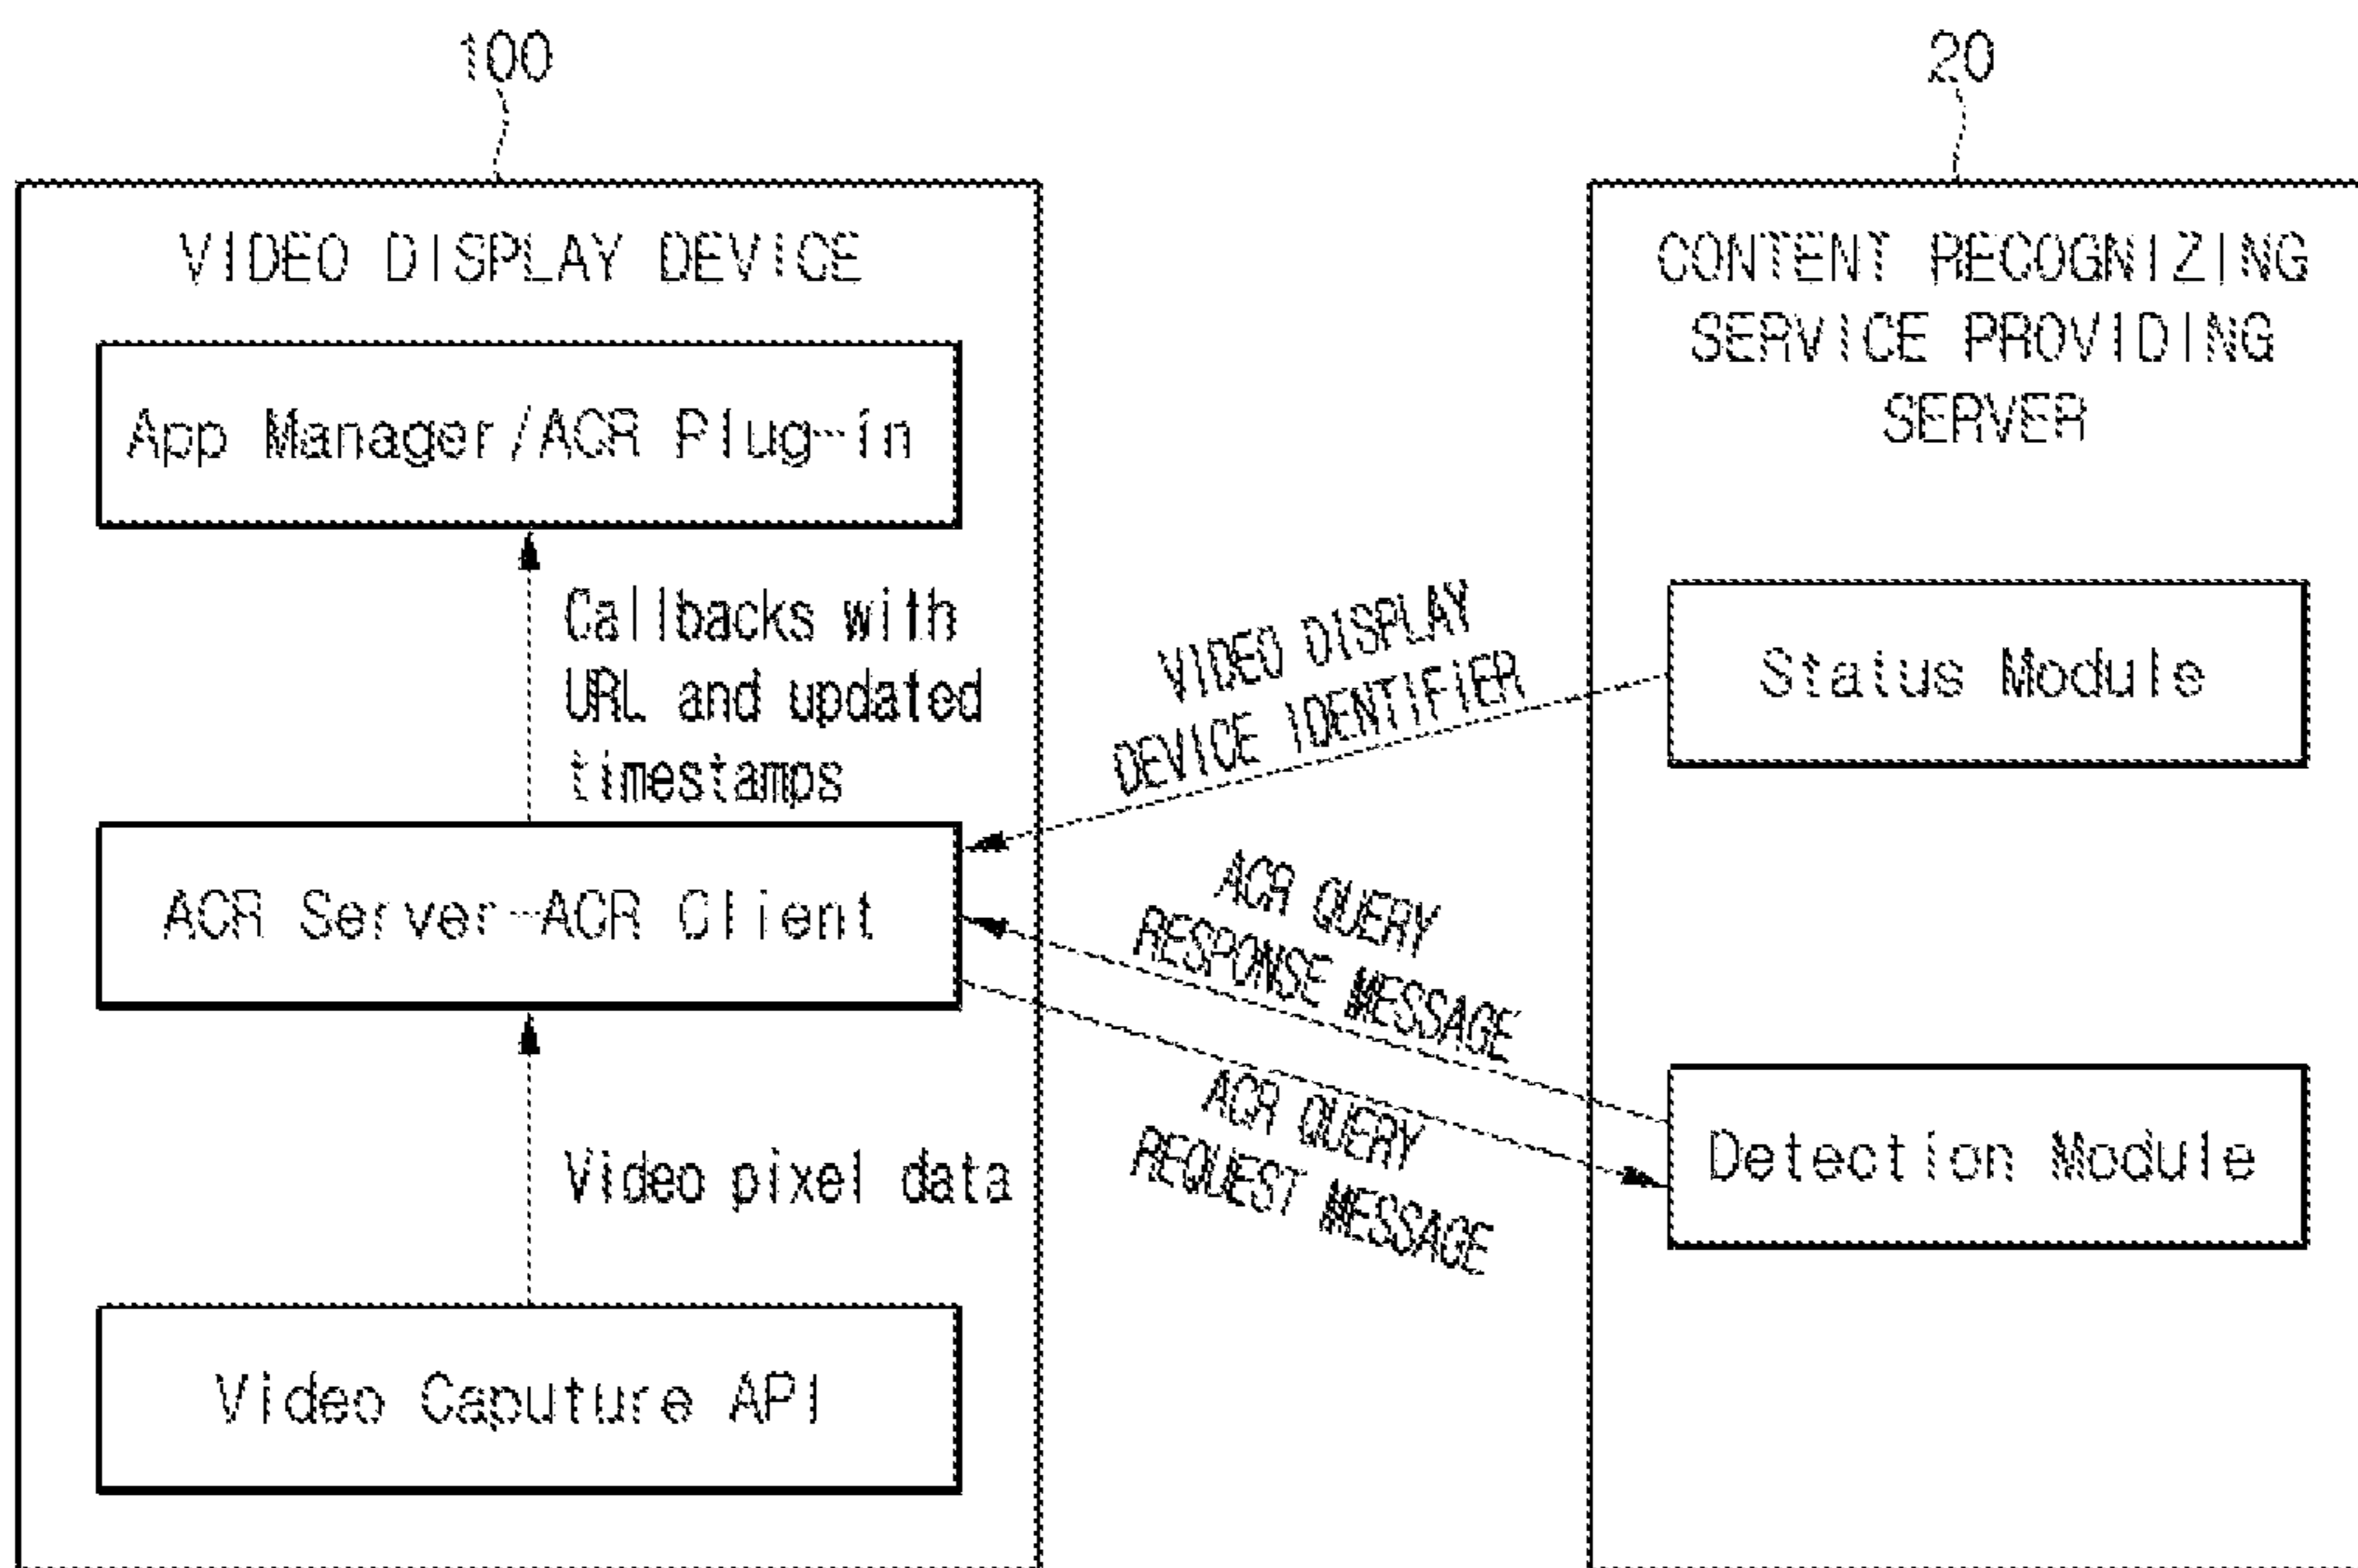 100
20
VIDEO DISPLAY DEVICE
App Manager/ACR Plug-in
Callbacks with
URL and updated
timestamps
ACR Server-ACR Client
Video pixel data
Video Caputure API
VIDEO DISPLAY
DEVICE IDENTIFIER
ACR QUERY
RESPONSE MESSAGE
ACR QUERY
REQUEST MESSAGE
CONTENT RECOGNIZING
SERVICE PROVIDING
SERVER
Status Module
Detection Module